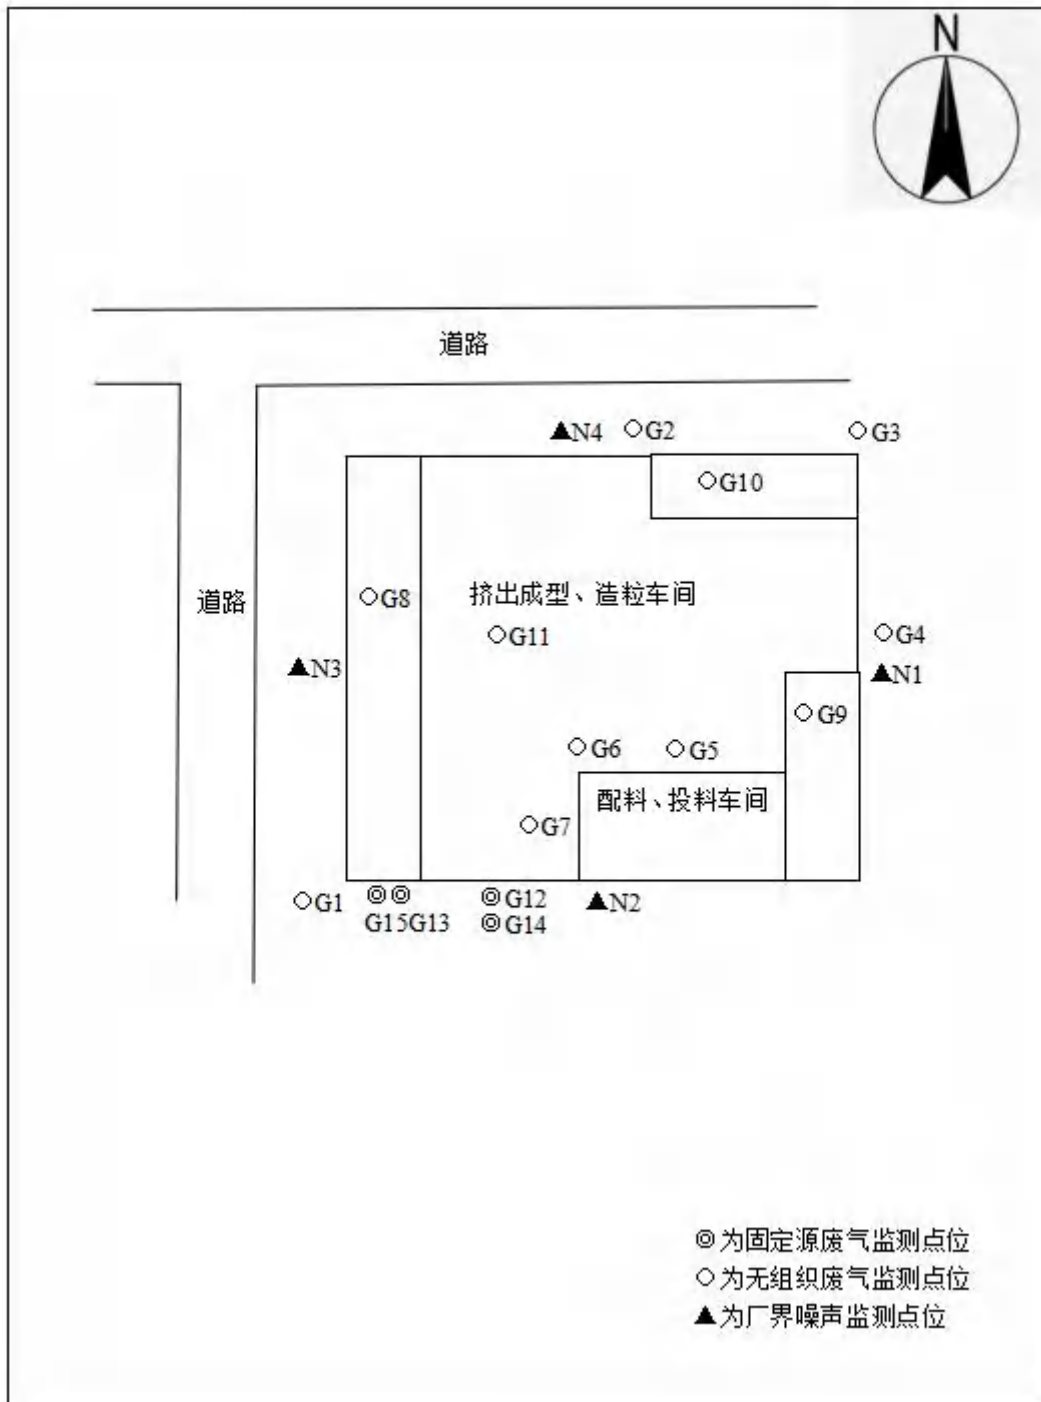 N
道路
N4
G2
G3
G10
道路
G8
挤出成型、造粒车间
G11
G4
N3
N1
G9
G6
G5
配料、投料车间
G7
G1
G12
N2
G15G13
G14
为固定源废气监测点位
为无组织废气监测点位
为厂界噪声监测点位